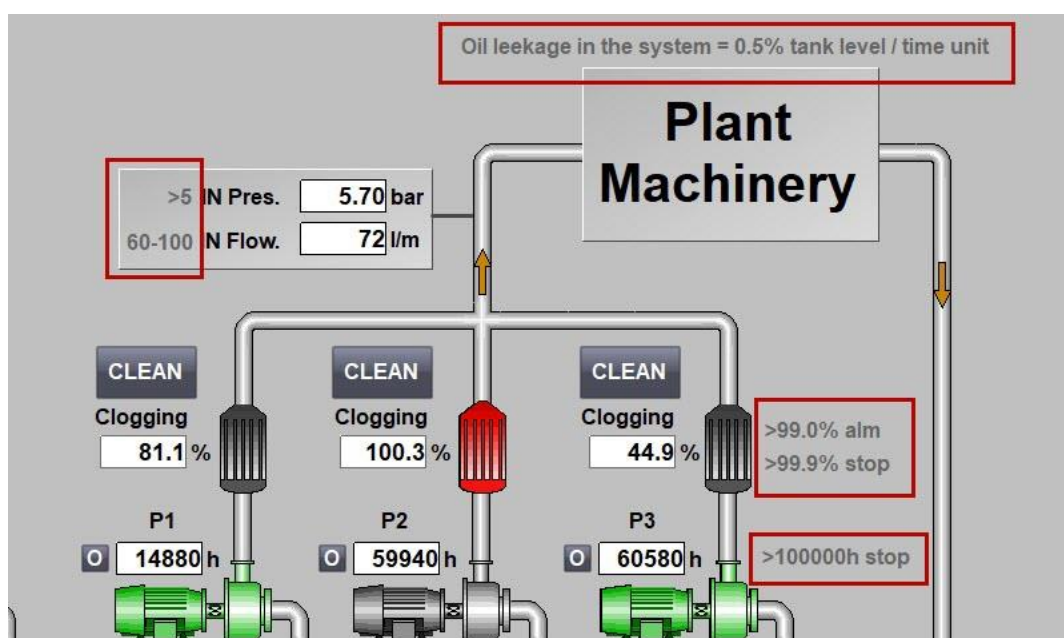 Oil leekage in the system = 0.5% tank level / time unit
Plant
Machinery
>5 IN Pres. 5.70 bar
60-100 IN Flow. 72 l/m
CLEAN CLEAN CLEAN
Clogging Clogging Clogging
81.1 % 100.3 % 44.9 %
>99.0% alm
>99.9% stop
P1 P2 P3
O 14880 h O 59940 h O 60580 h >100000h stop